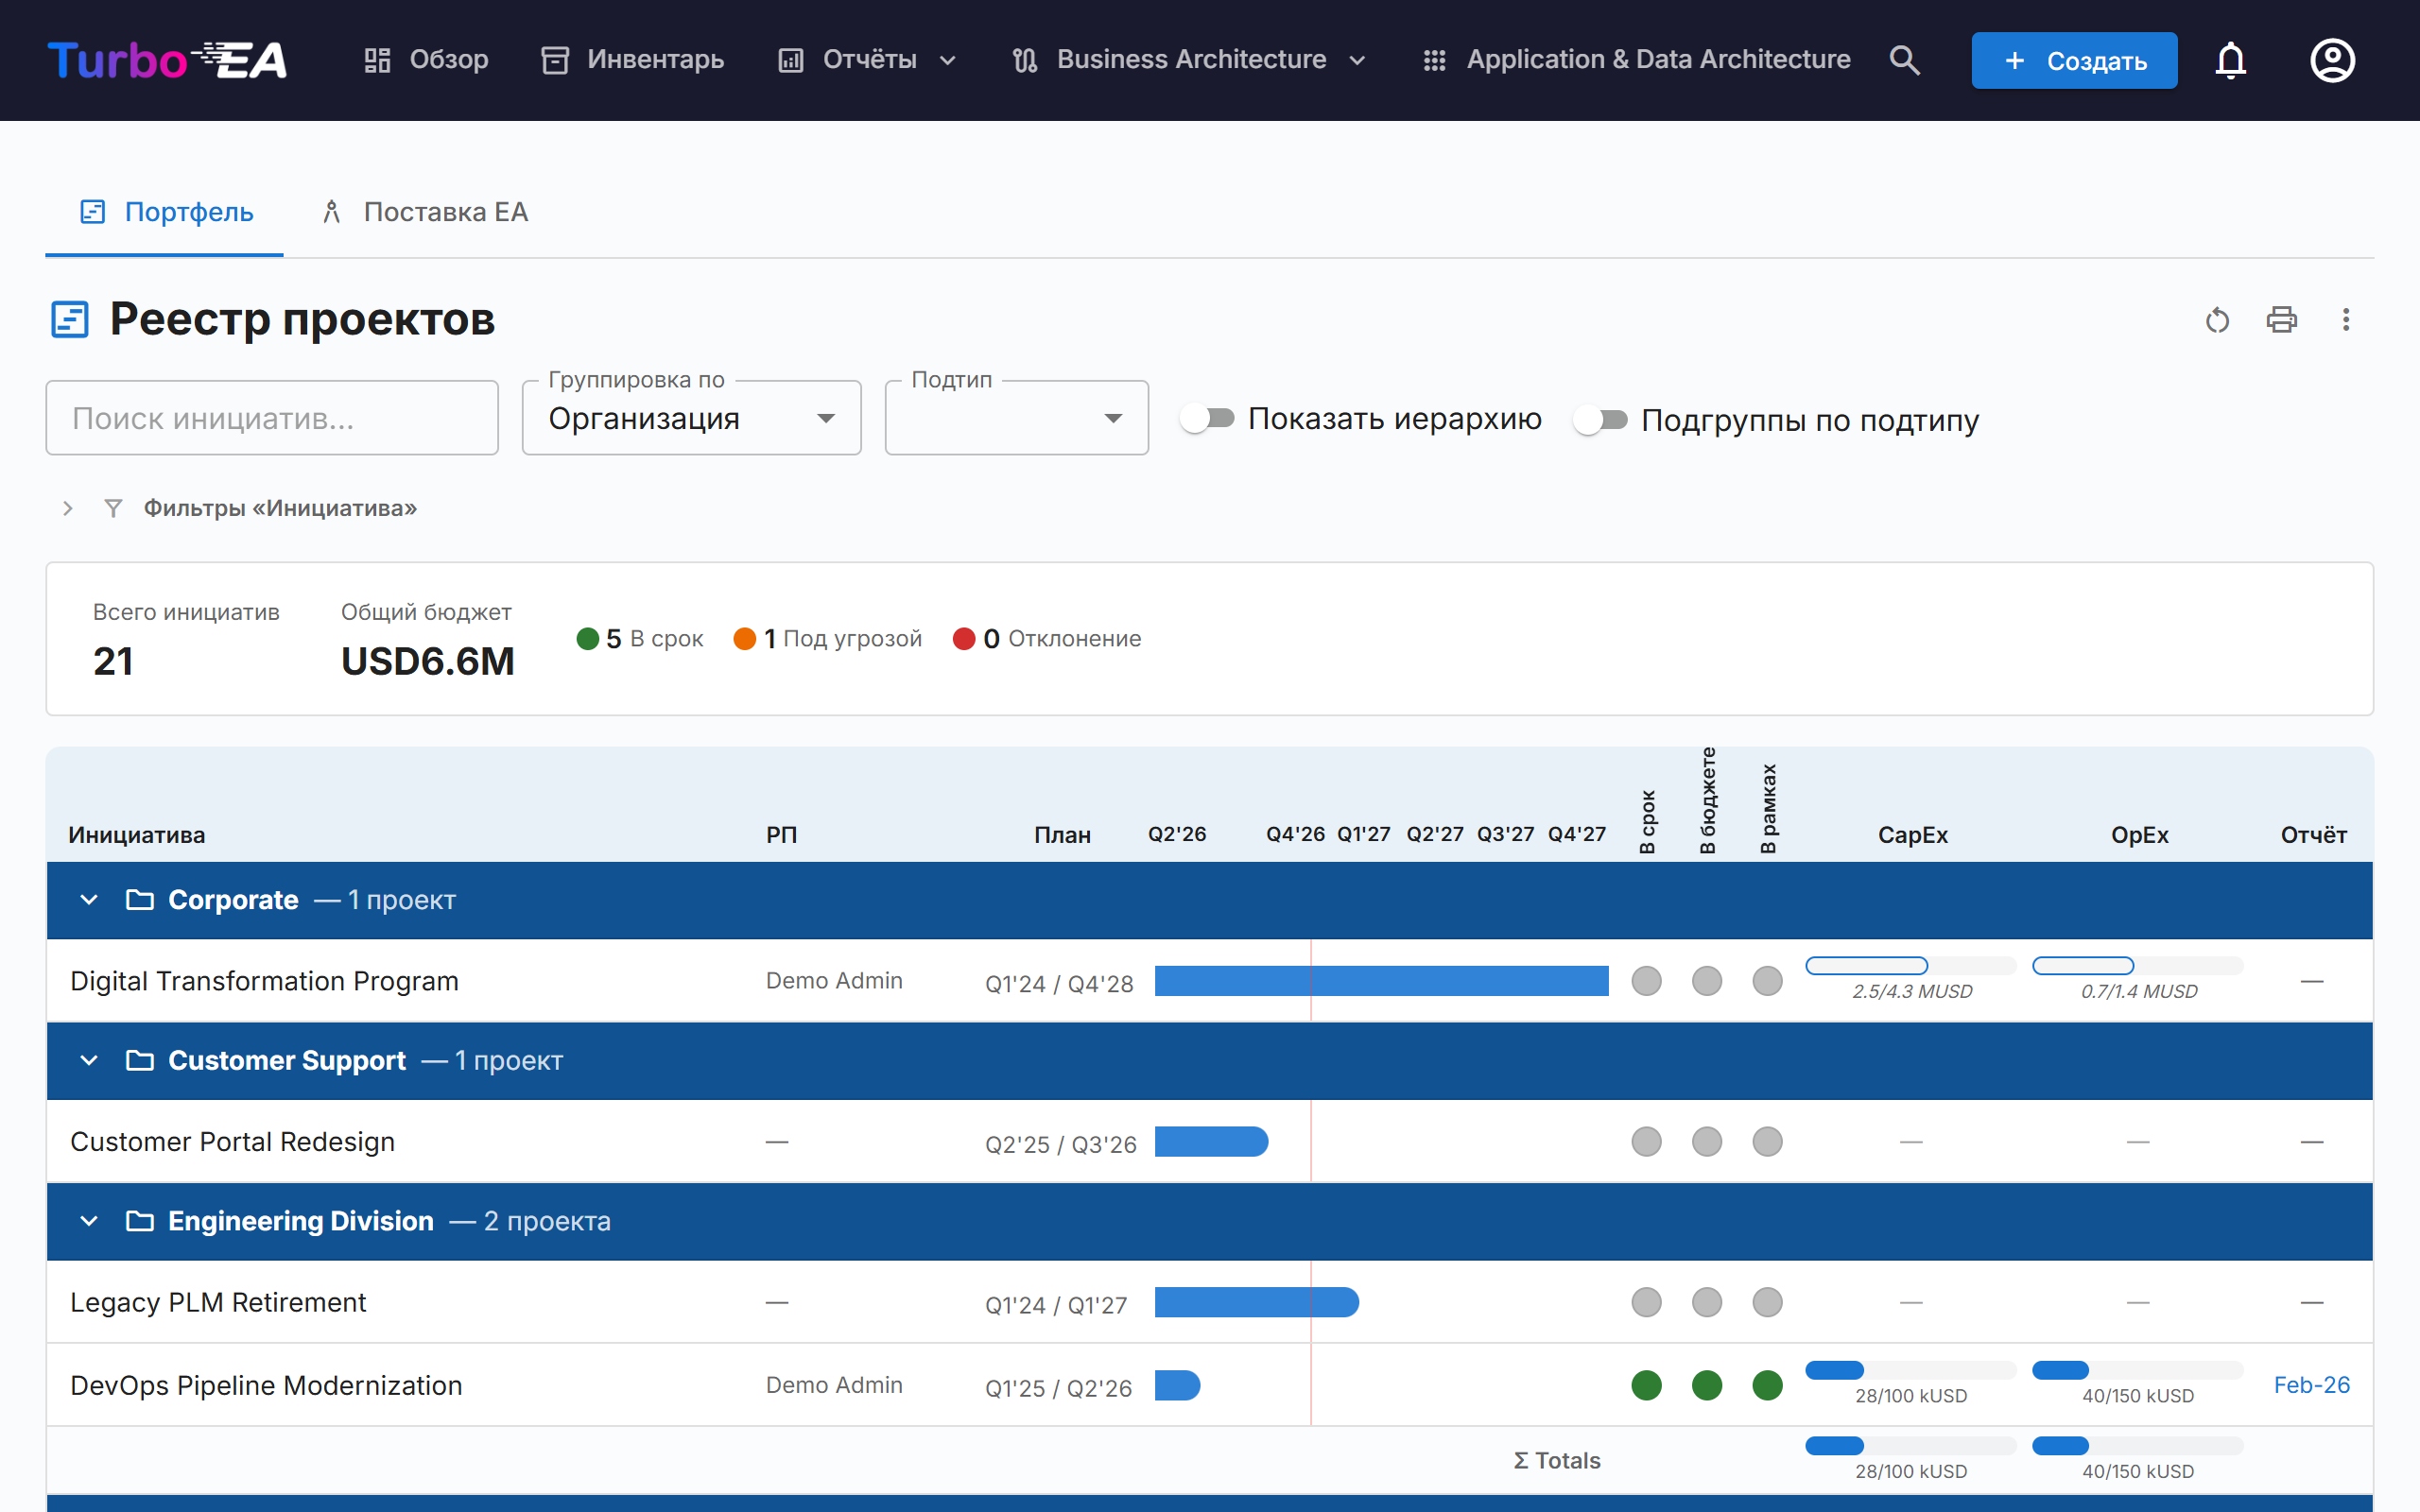 Turbo EA
Обзор
Инвентарь
Отчёты
Business Architecture
Application & Data Architecture
+ Создать
Портфель
Поставка EA
Реестр проектов
Поиск инициатив...
Группировка по
Организация
Подтип
Показать иерархию
Подгруппы по подтипу
Фильтры «Инициатива»
Всего инициатив
21
Общий бюджет
USD6.6M
5 В срок
1 Под угрозой
0 Отклонение
Инициатива РП План Q2'26 Q4'26 Q1'27 Q2'27 Q3'27 Q4'27 В срок В бюджете В рамках CapEx OpEx Отчёт
Corporate — 1 проект
Digital Transformation Program Demo Admin Q1'24 / Q4'28 2.5/4.3 MUSD 0.7/1.4 MUSD —
Customer Support — 1 проект
Customer Portal Redesign — Q2'25 / Q3'26 — — —
Engineering Division — 2 проекта
Legacy PLM Retirement — Q1'24 / Q1'27 — — —
DevOps Pipeline Modernization Demo Admin Q1'25 / Q2'26 28/100 kUSD 40/150 kUSD Feb-26
Σ Totals 28/100 kUSD 40/150 kUSD